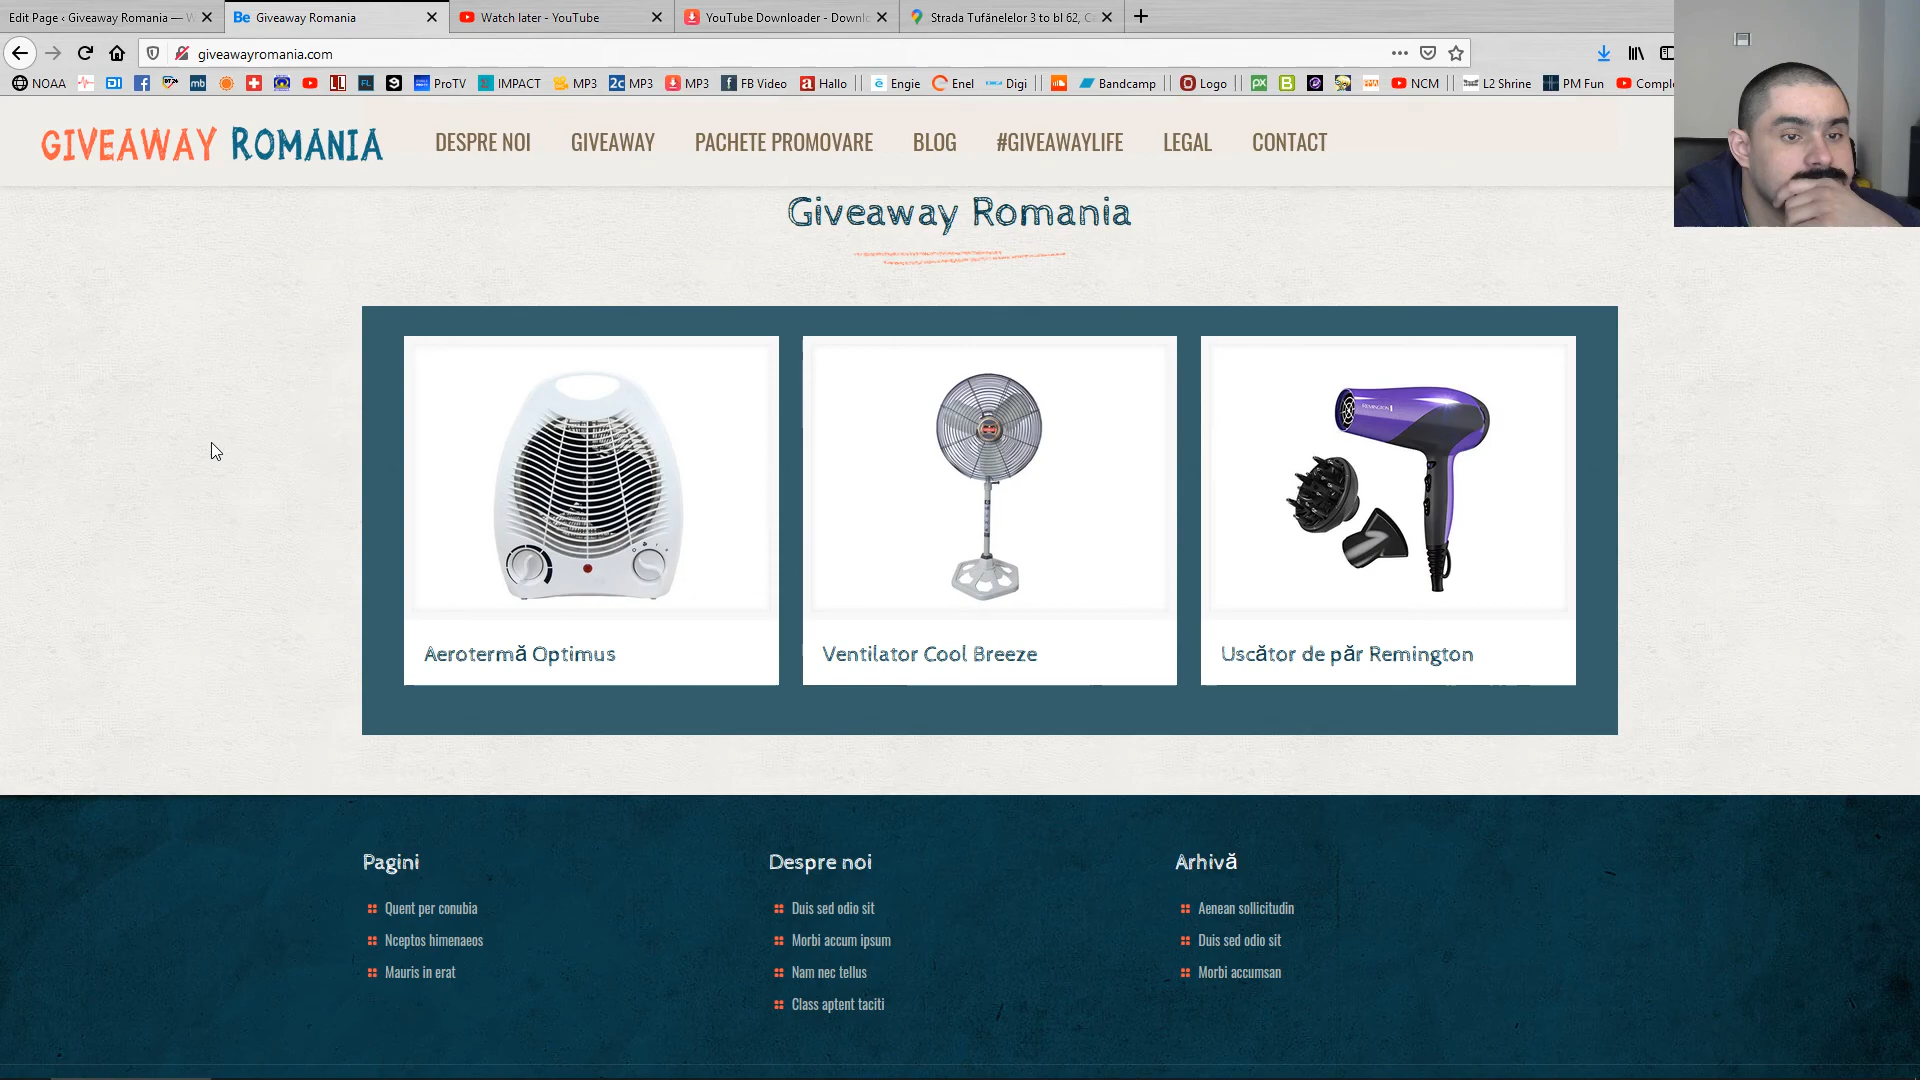 Edit Page ‹ Giveaway Romania —
Be Giveaway Romania
Watch later - YouTube
YouTube Downloader - Downl
Strada Tufănelelor 3 to bl 62, C
giveawayromania.com
NOAA
ProTV
IMPACT
MP3
2c MP3
MP3
FB Video
Hallo
Engie
Enel
Digi
Bandcamp
Logo
NCM
L2 Shrine
PM Fun
Comple
GIVEAWAY ROMANIA
DESPRE NOI
GIVEAWAY
PACHETE PROMOVARE
BLOG
#GIVEAWAYLIFE
LEGAL
CONTACT
Giveaway Romania
REMINGTON
Aerotermă Optimus
Ventilator Cool Breeze
Uscător de păr Remington
Pagini
Quent per conubia
Nceptos himenaeos
Mauris in erat
Despre noi
Duis sed odio sit
Morbi accum ipsum
Nam nec tellus
Class aptent taciti
Arhivă
Aenean sollicitudin
Duis sed odio sit
Morbi accumsan